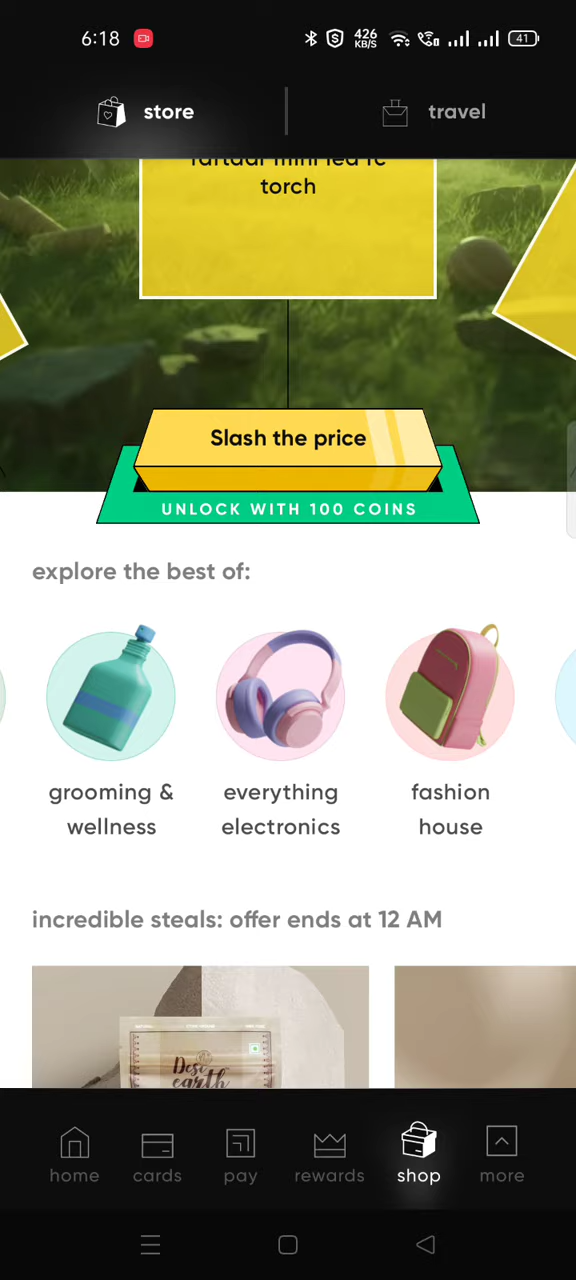 6:18
426
KB/S
41
store
travel
torch
Slash the price
UNLOCK WITH 100 COINS
explore the best of:
grooming &
wellness
everything
electronics
fashion
house
incredible steals: offer ends at 12 AM
Desi
earth
home
cards
pay
rewards
shop
more